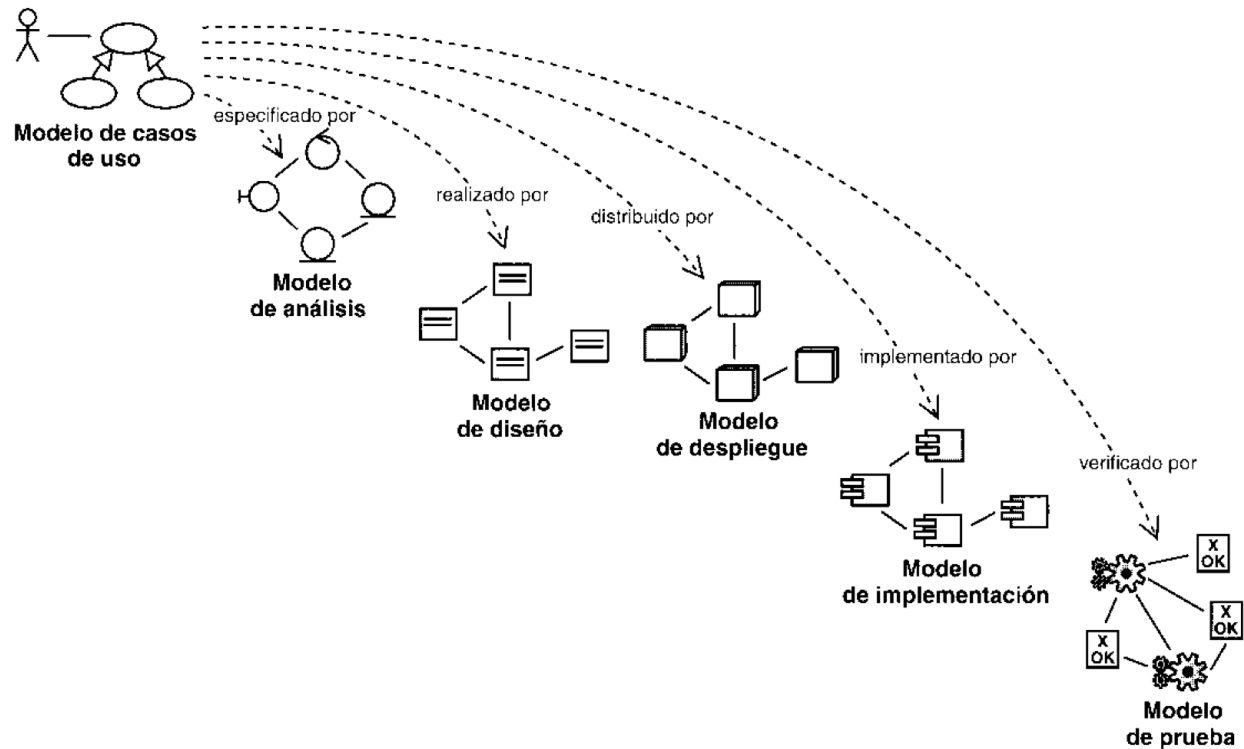 Modelo de casos
de uso
especificado por
Modelo
de análisis
realizado por
Modelo
de diseño
distribuido por
Modelo
de despliegue
implementado por
Modelo
de implementación
verificado por
X
OK
X
OK
X
OK
Modelo
de prueba